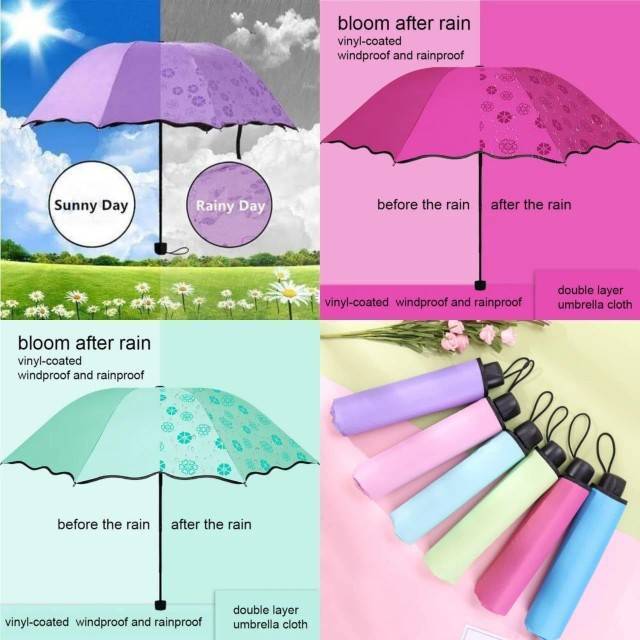 Sunny Day
Rainy Day
bloom after rain
vinyl-coated
windproof and rainproof
before the rain
after the rain
vinyl-coated windproof and rainproof
double layer
umbrella cloth
bloom after rain
vinyl-coated
windproof and rainproof
before the rain
after the rain
vinyl-coated windproof and rainproof
double layer
umbrella cloth